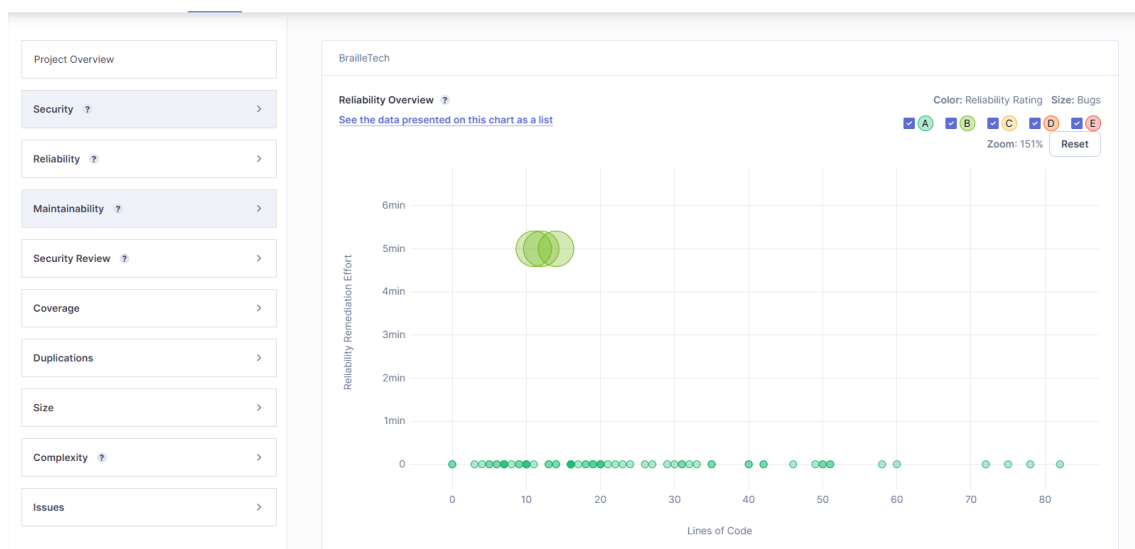 Project Overview
Security ?
Reliability ?
Maintainability ?
Security Review ?
Coverage
Duplications
Size
Complexity ?
Issues
BrailleTech
Reliability Overview ?
See the data presented on this chart as a list
Color: Reliability Rating Size: Bugs
A B C D E
Zoom: 151% Reset
Reliability Remediation Effort
6min
5min
4min
3min
2min
1min
0
0 10 20 30 40 50 60 70 80
Lines of Code